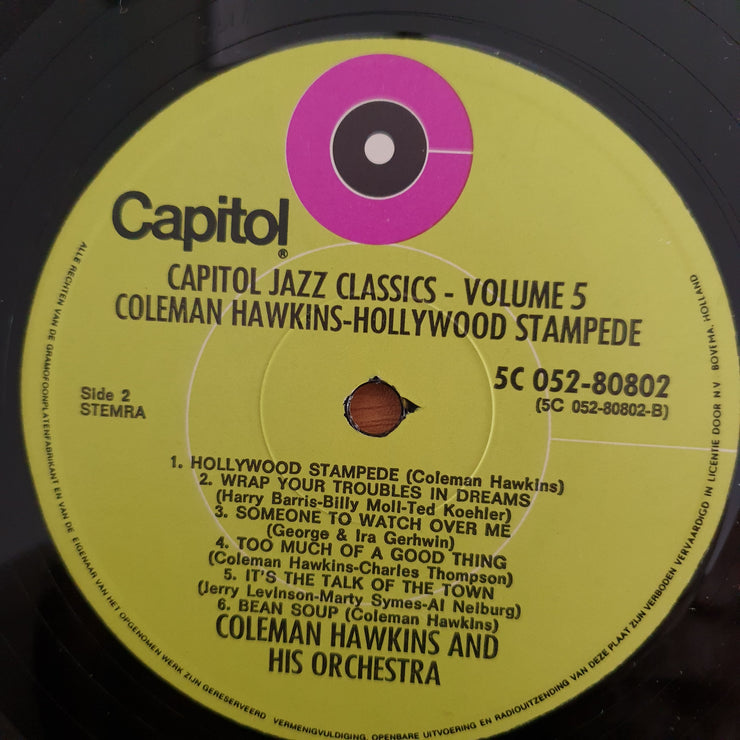 Capitol®
CAPITOL JAZZ CLASSICS - VOLUME 5
COLEMAN HAWKINS-HOLLYWOOD STAMPEDE
5C 052-80802
(5C 052-80802-B)
Side 2
STEMRA
1. HOLLYWOOD STAMPEDE (Coleman Hawkins)
2. WRAP YOUR TROUBLES IN DREAMS
(Harry Barris-Billy Moll-Ted Koehler)
3. SOMEONE TO WATCH OVER ME
(George & Ira Gerhwin)
4. TOO MUCH OF A GOOD THING
(Coleman Hawkins-Charles Thompson)
5. IT'S THE TALK OF THE TOWN
(Jerry Levinson-Marty Symes-Al Neiburg)
6. BEAN SOUP (Coleman Hawkins)
COLEMAN HAWKINS AND
HIS ORCHESTRA
ALLE RECHTEN VAN DE GRAMOFOONPLATENFABRIKANT EN VAN DE EIGENAAR VAN HET OPGENOMEN WERK ZIJN GERESERVEERD VERMENIGVULDIGING, OPENBARE UITVOERING EN RADIOUITZENDING VAN DEZE PLAAT ZIJN VERBODEN VERVAARDIGD IN LICENTIE DOOR N.V. BOVEMA, HOLLAND